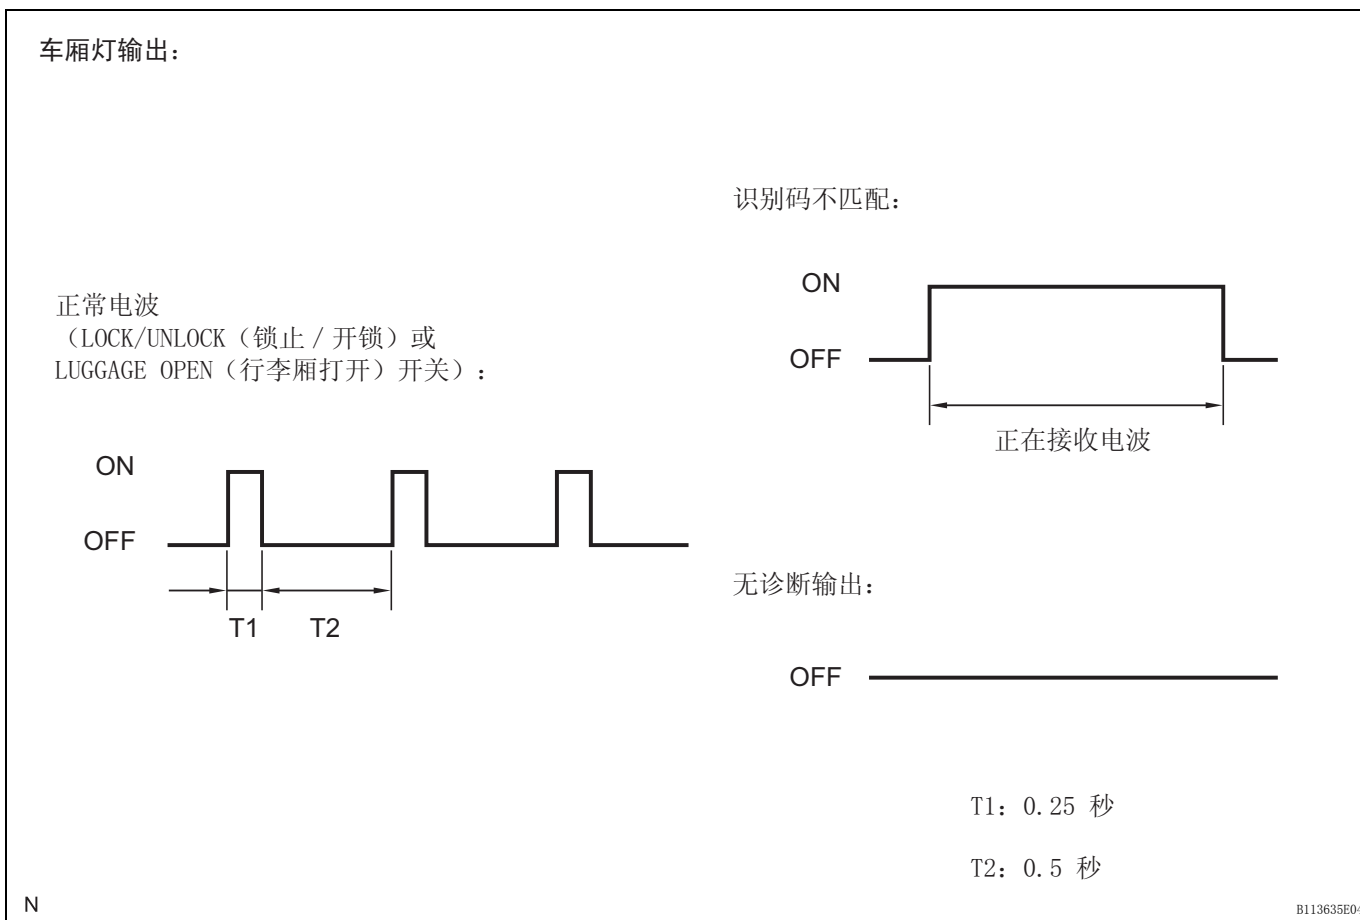 车厢灯输出：
正常电波
（LOCK/UNLOCK（锁止 / 开锁）或
LUGGAGE OPEN（行李厢打开）开关）：
ON
OFF
T1
T2
识别码不匹配：
ON
OFF
正在接收电波
无诊断输出：
OFF
T1：0.25 秒
T2：0.5 秒
N
B113635E04